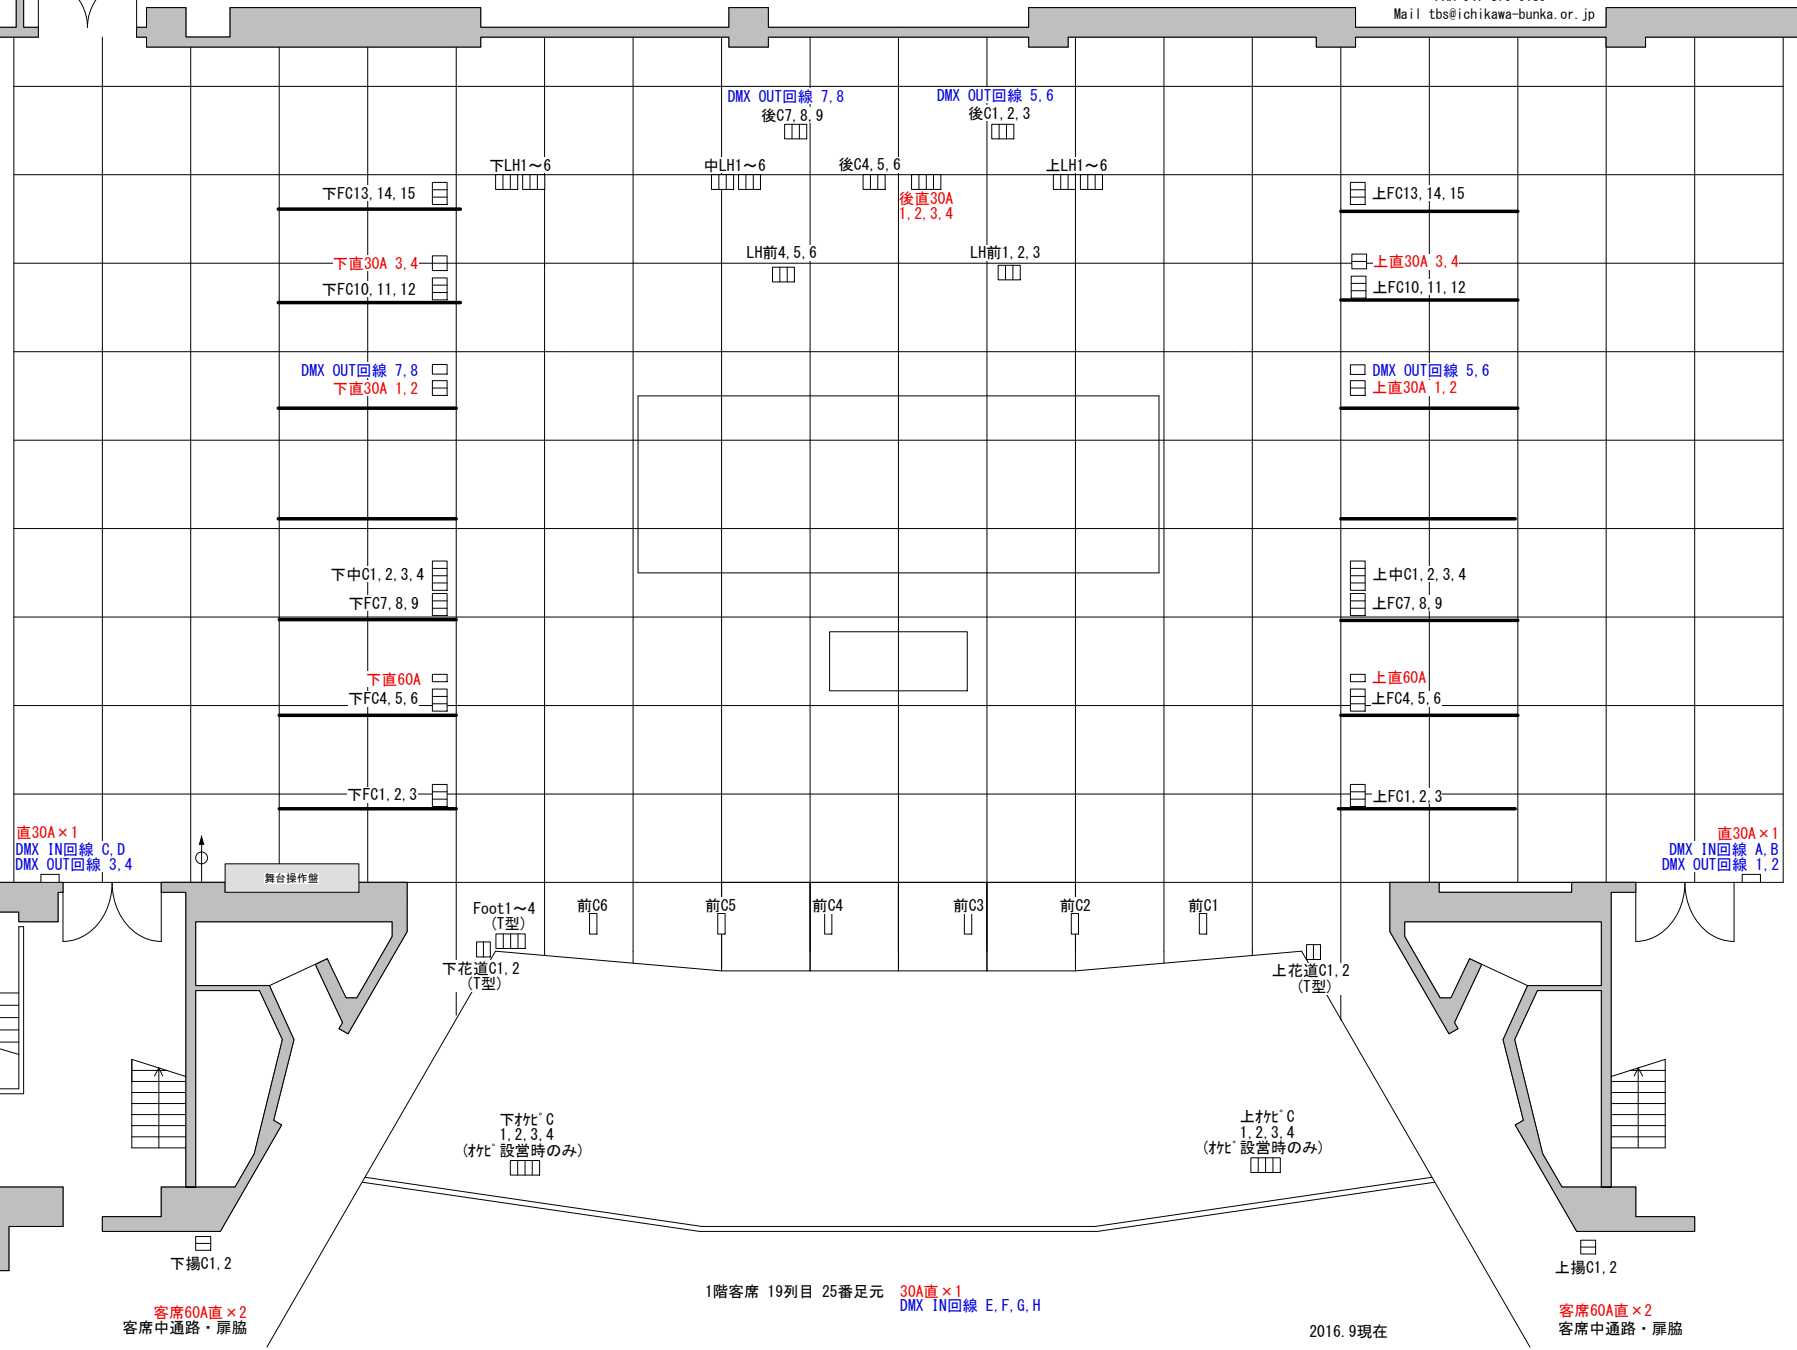 Mail tbs@ichikawa-bunka.or.jp
DMX OUT回線 7,8
後C7,8,9
DMX OUT回線 5,6
後C1,2,3
下LH1～6
中LH1～6
後C4,5,6
上LH1～6
後直30A
1,2,3,4
下FC13,14,15
上FC13,14,15
LH前4,5,6
LH前1,2,3
下直30A 3,4
上直30A 3,4
下FC10,11,12
上FC10,11,12
DMX OUT回線 7,8
下直30A 1,2
DMX OUT回線 5,6
上直30A 1,2
下中C1,2,3,4
下FC7,8,9
上中C1,2,3,4
上FC7,8,9
下直60A
下FC4,5,6
上直60A
上FC4,5,6
下FC1,2,3
上FC1,2,3
直30A×1
DMX IN回線 C,D
DMX OUT回線 3,4
直30A×1
DMX IN回線 A,B
DMX OUT回線 1,2
舞台操作盤
Foot1～4
(T型)
前C6
前C5
前C4
前C3
前C2
前C1
下花道C1,2
(T型)
上花道C1,2
(T型)
下ｵｹﾋﾟC
1,2,3,4
(ｵｹﾋﾟ設営時のみ)
上ｵｹﾋﾟC
1,2,3,4
(ｵｹﾋﾟ設営時のみ)
下揚C1,2
上揚C1,2
1階客席 19列目 25番足元 30A直×1
DMX IN回線 E,F,G,H
客席60A直×2
客席中通路・扉脇
客席60A直×2
客席中通路・扉脇
2016.9現在